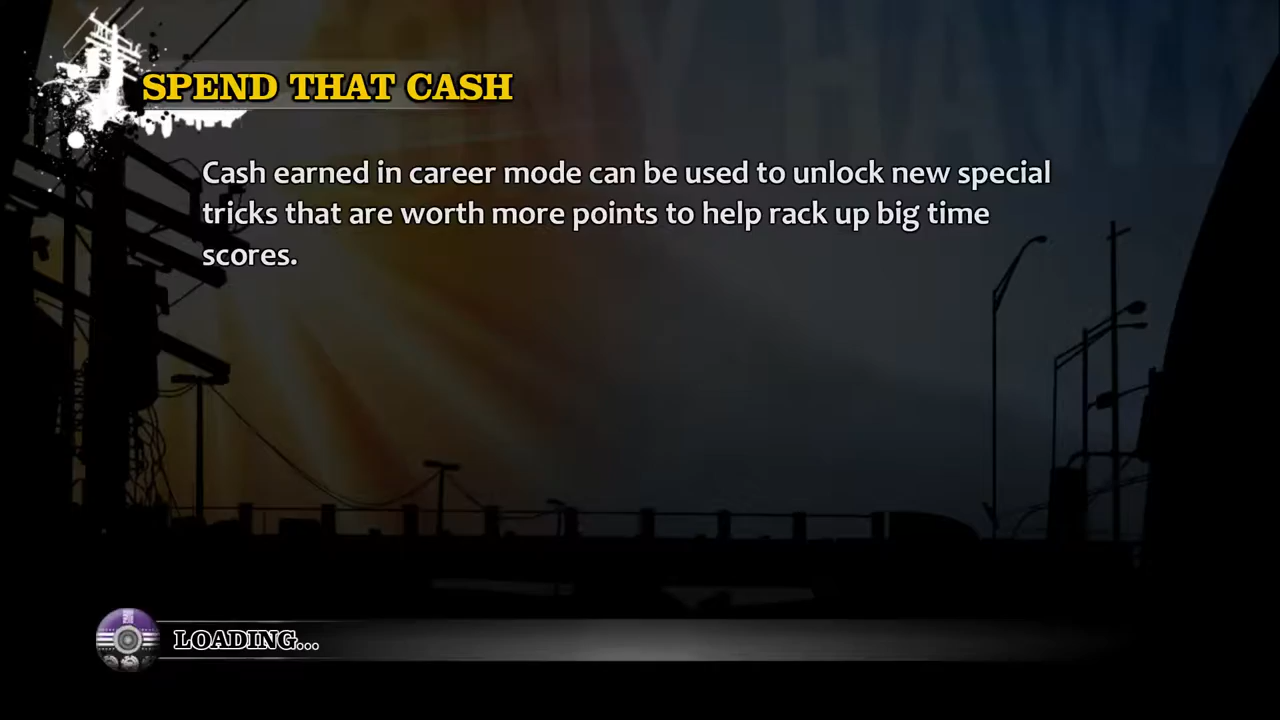 SPEND THAT CASH
Cash earned in career mode can be used to unlock new special
tricks that are worth more points to help rack up big time
scores.
LOADING...